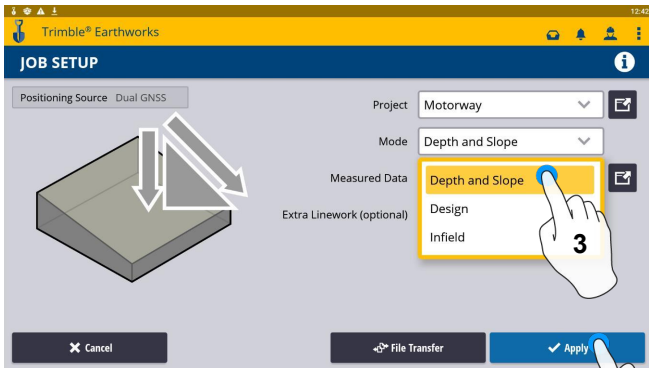 12:42
Trimble® Earthworks
JOB SETUP
Positioning Source Dual GNSS
Project Motorway
Mode Depth and Slope
Measured Data
Depth and Slope
Extra Linework (optional)
Design
Infield
3
Cancel
File Transfer
Apply